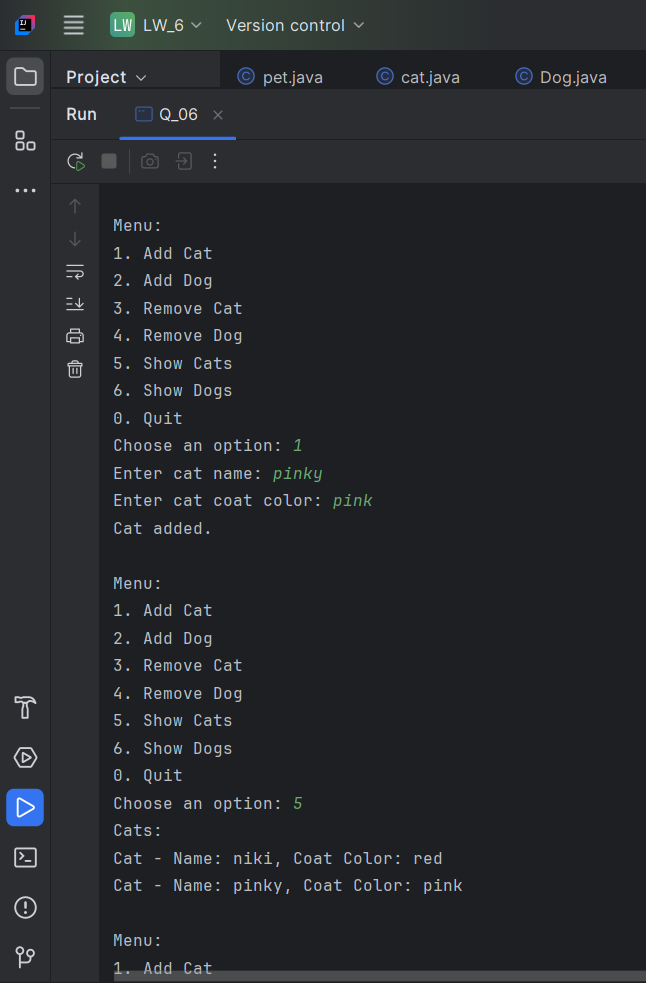 LW LW_6 Version control
Project pet.java cat.java Dog.java
Run Q_06
Menu:
1. Add Cat
2. Add Dog
3. Remove Cat
4. Remove Dog
5. Show Cats
6. Show Dogs
0. Quit
Choose an option: 1
Enter cat name: pinky
Enter cat coat color: pink
Cat added.
Menu:
1. Add Cat
2. Add Dog
3. Remove Cat
4. Remove Dog
5. Show Cats
6. Show Dogs
0. Quit
Choose an option: 5
Cats:
Cat - Name: niki, Coat Color: red
Cat - Name: pinky, Coat Color: pink
Menu:
1. Add Cat